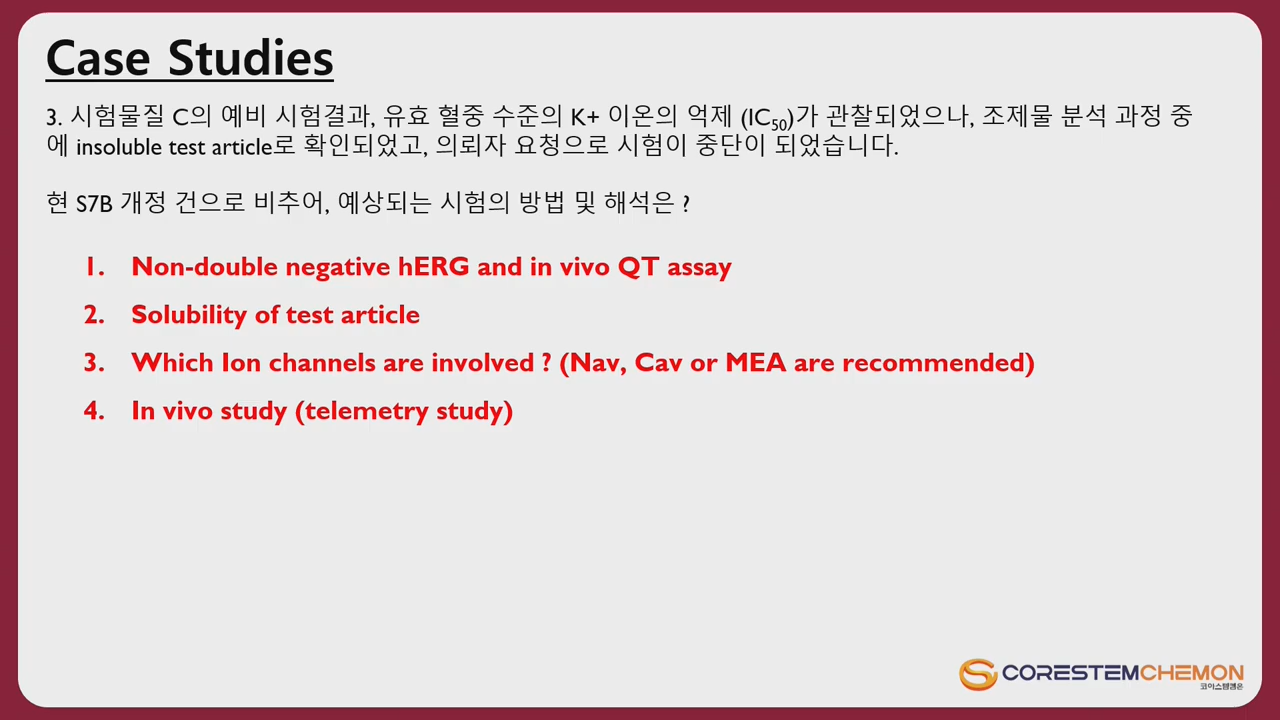 Case Studies
3. 시험물질 C의 예비 시험결과, 유효 혈중 수준의 K+ 이온의 억제 (IC50)가 관찰되었으나, 조제물 분석 과정 중
에 insoluble test article로 확인되었고, 의뢰자 요청으로 시험이 중단이 되었습니다.
현 S7B 개정 건으로 비추어, 예상되는 시험의 방법 및 해석은 ?
1. Non-double negative hERG and in vivo QT assay
2. Solubility of test article
3. Which Ion channels are involved ? (Nav, Cav or MEA are recommended)
4. In vivo study (telemetry study)
CORESTEMCHEMON
코아스템켐온